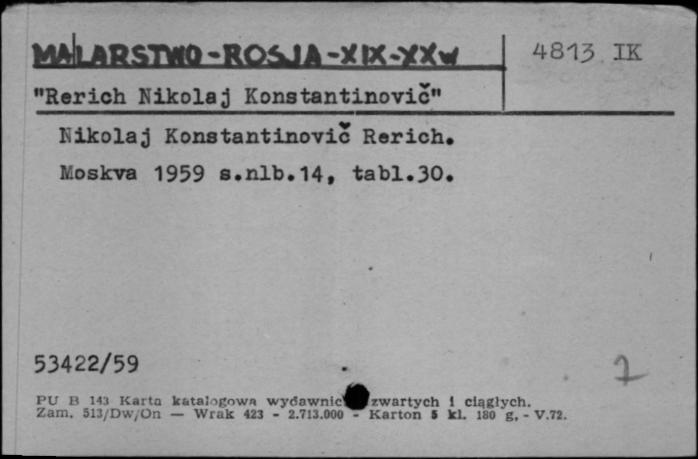 MALARSTWO-ROSJA-XIX-XXw
4813 IK
"Rerich Nikolaj Konstantinovič"
Nikolaj Konstantinovič Rerich.
Moskva 1959 s.nlb.14, tabl.30.
53422/59
2
PU B 143 Karta katalogowa wydawnic zwartych i ciągłych.
Zam. 513/Dw/On — Wrak 423 - 2.713.000 - Karton 5 kl. 180 g. - V.72.